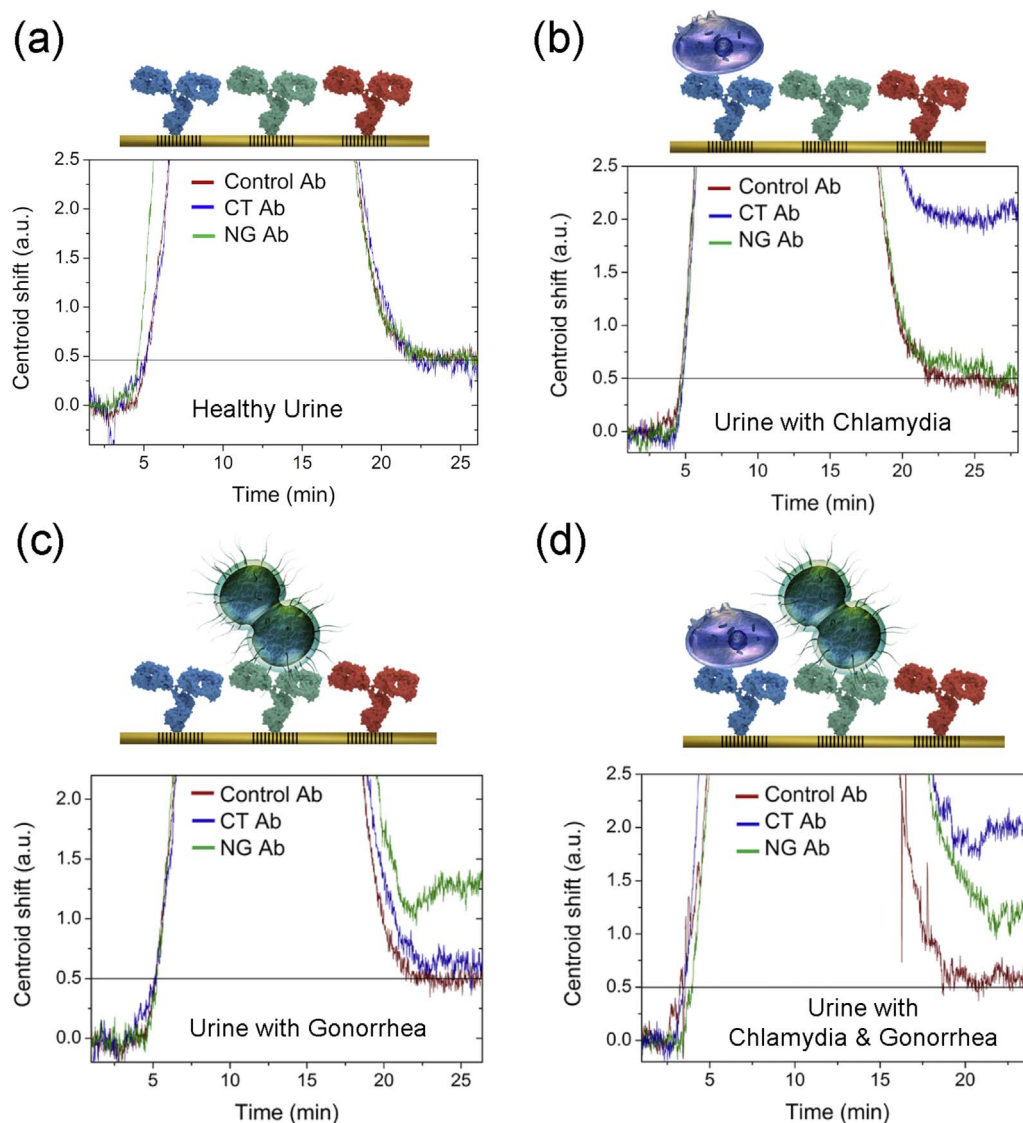 (a)
2.5
2.0
1.5
1.0
0.5
0.0
Centroid shift (a.u.)
Control Ab
CT Ab
NG Ab
Healthy Urine
5 10 15 20 25
Time (min)
(b)
2.5
2.0
1.5
1.0
0.5
0.0
Centroid shift (a.u.)
Control Ab
CT Ab
NG Ab
Urine with Chlamydia
5 10 15 20 25
Time (min)
(c)
2.0
1.5
1.0
0.5
0.0
Centroid shift (a.u.)
Control Ab
CT Ab
NG Ab
Urine with Gonorrhea
5 10 15 20 25
Time (min)
(d)
2.5
2.0
1.5
1.0
0.5
0.0
Centroid shift (a.u.)
Control Ab
CT Ab
NG Ab
Urine with
Chlamydia & Gonorrhea
5 10 15 20
Time (min)